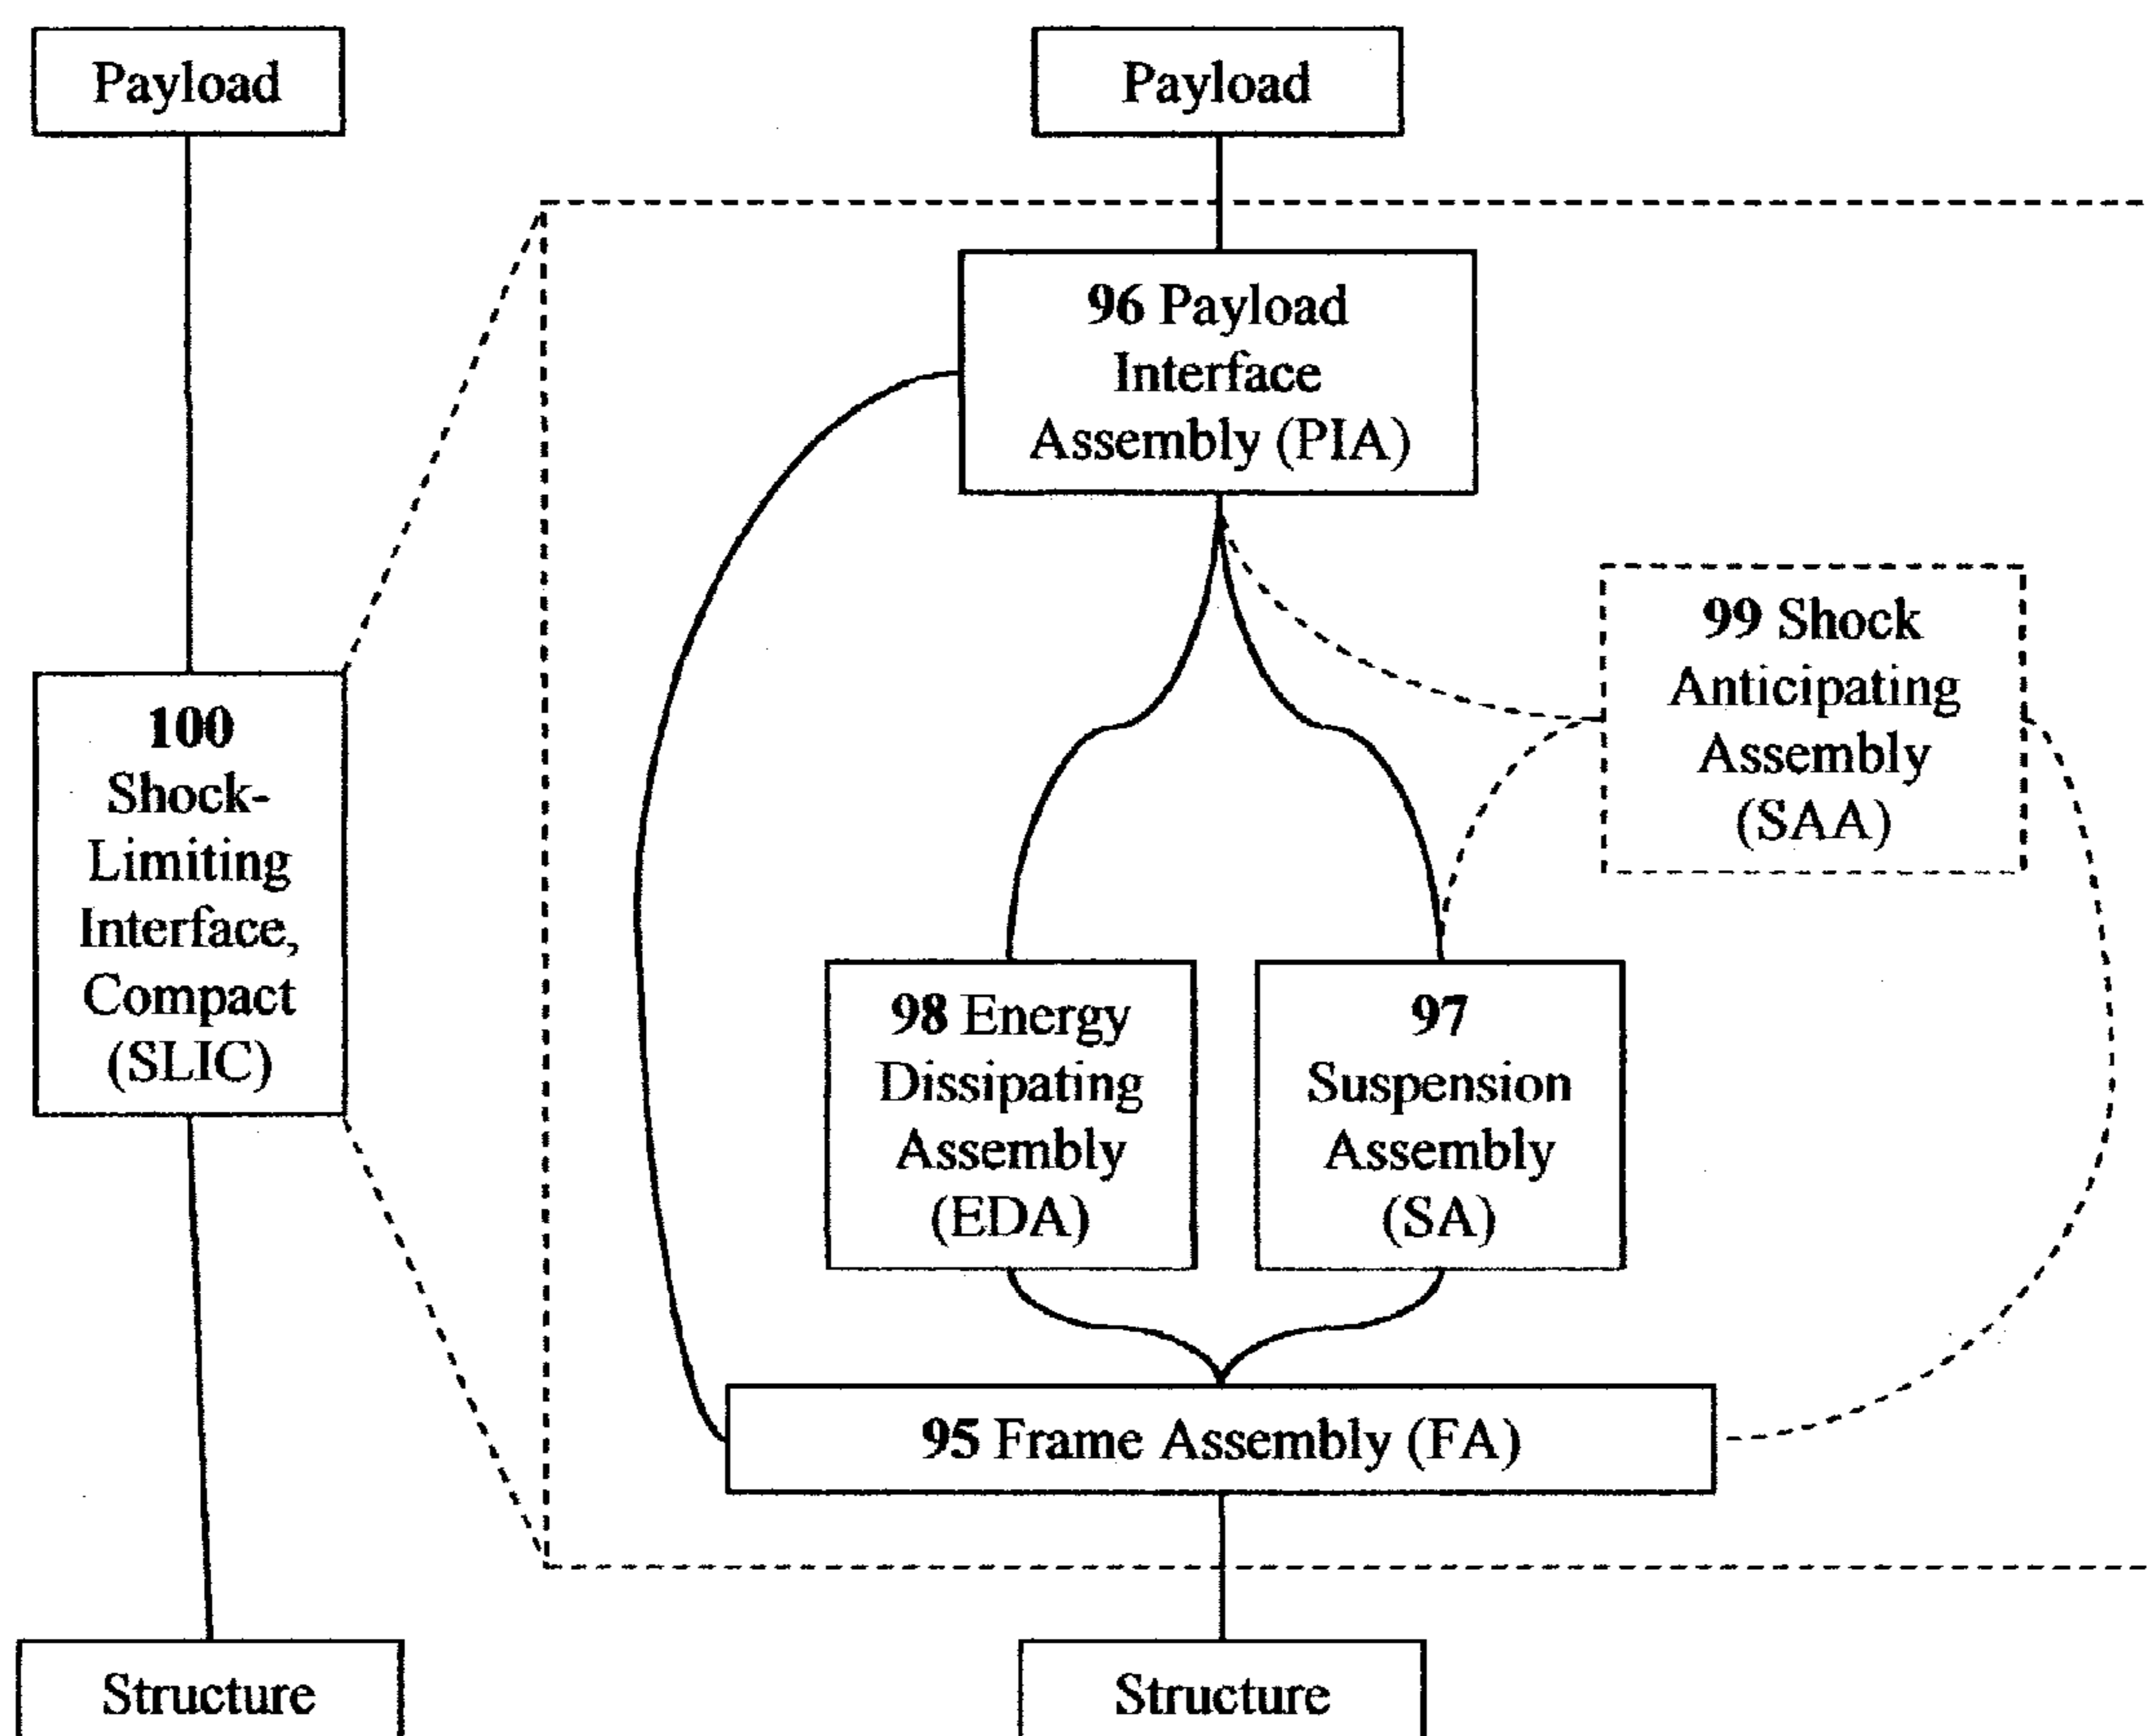 Payload
100
Shock-
Limiting
Interface,
Compact
(SLIC)
Structure
Payload
96 Payload
Interface
Assembly (PIA)
99 Shock
Anticipating
Assembly
(SAA)
98 Energy
Dissipating
Assembly
(EDA)
97
Suspension
Assembly
(SA)
95 Frame Assembly (FA)
Structure